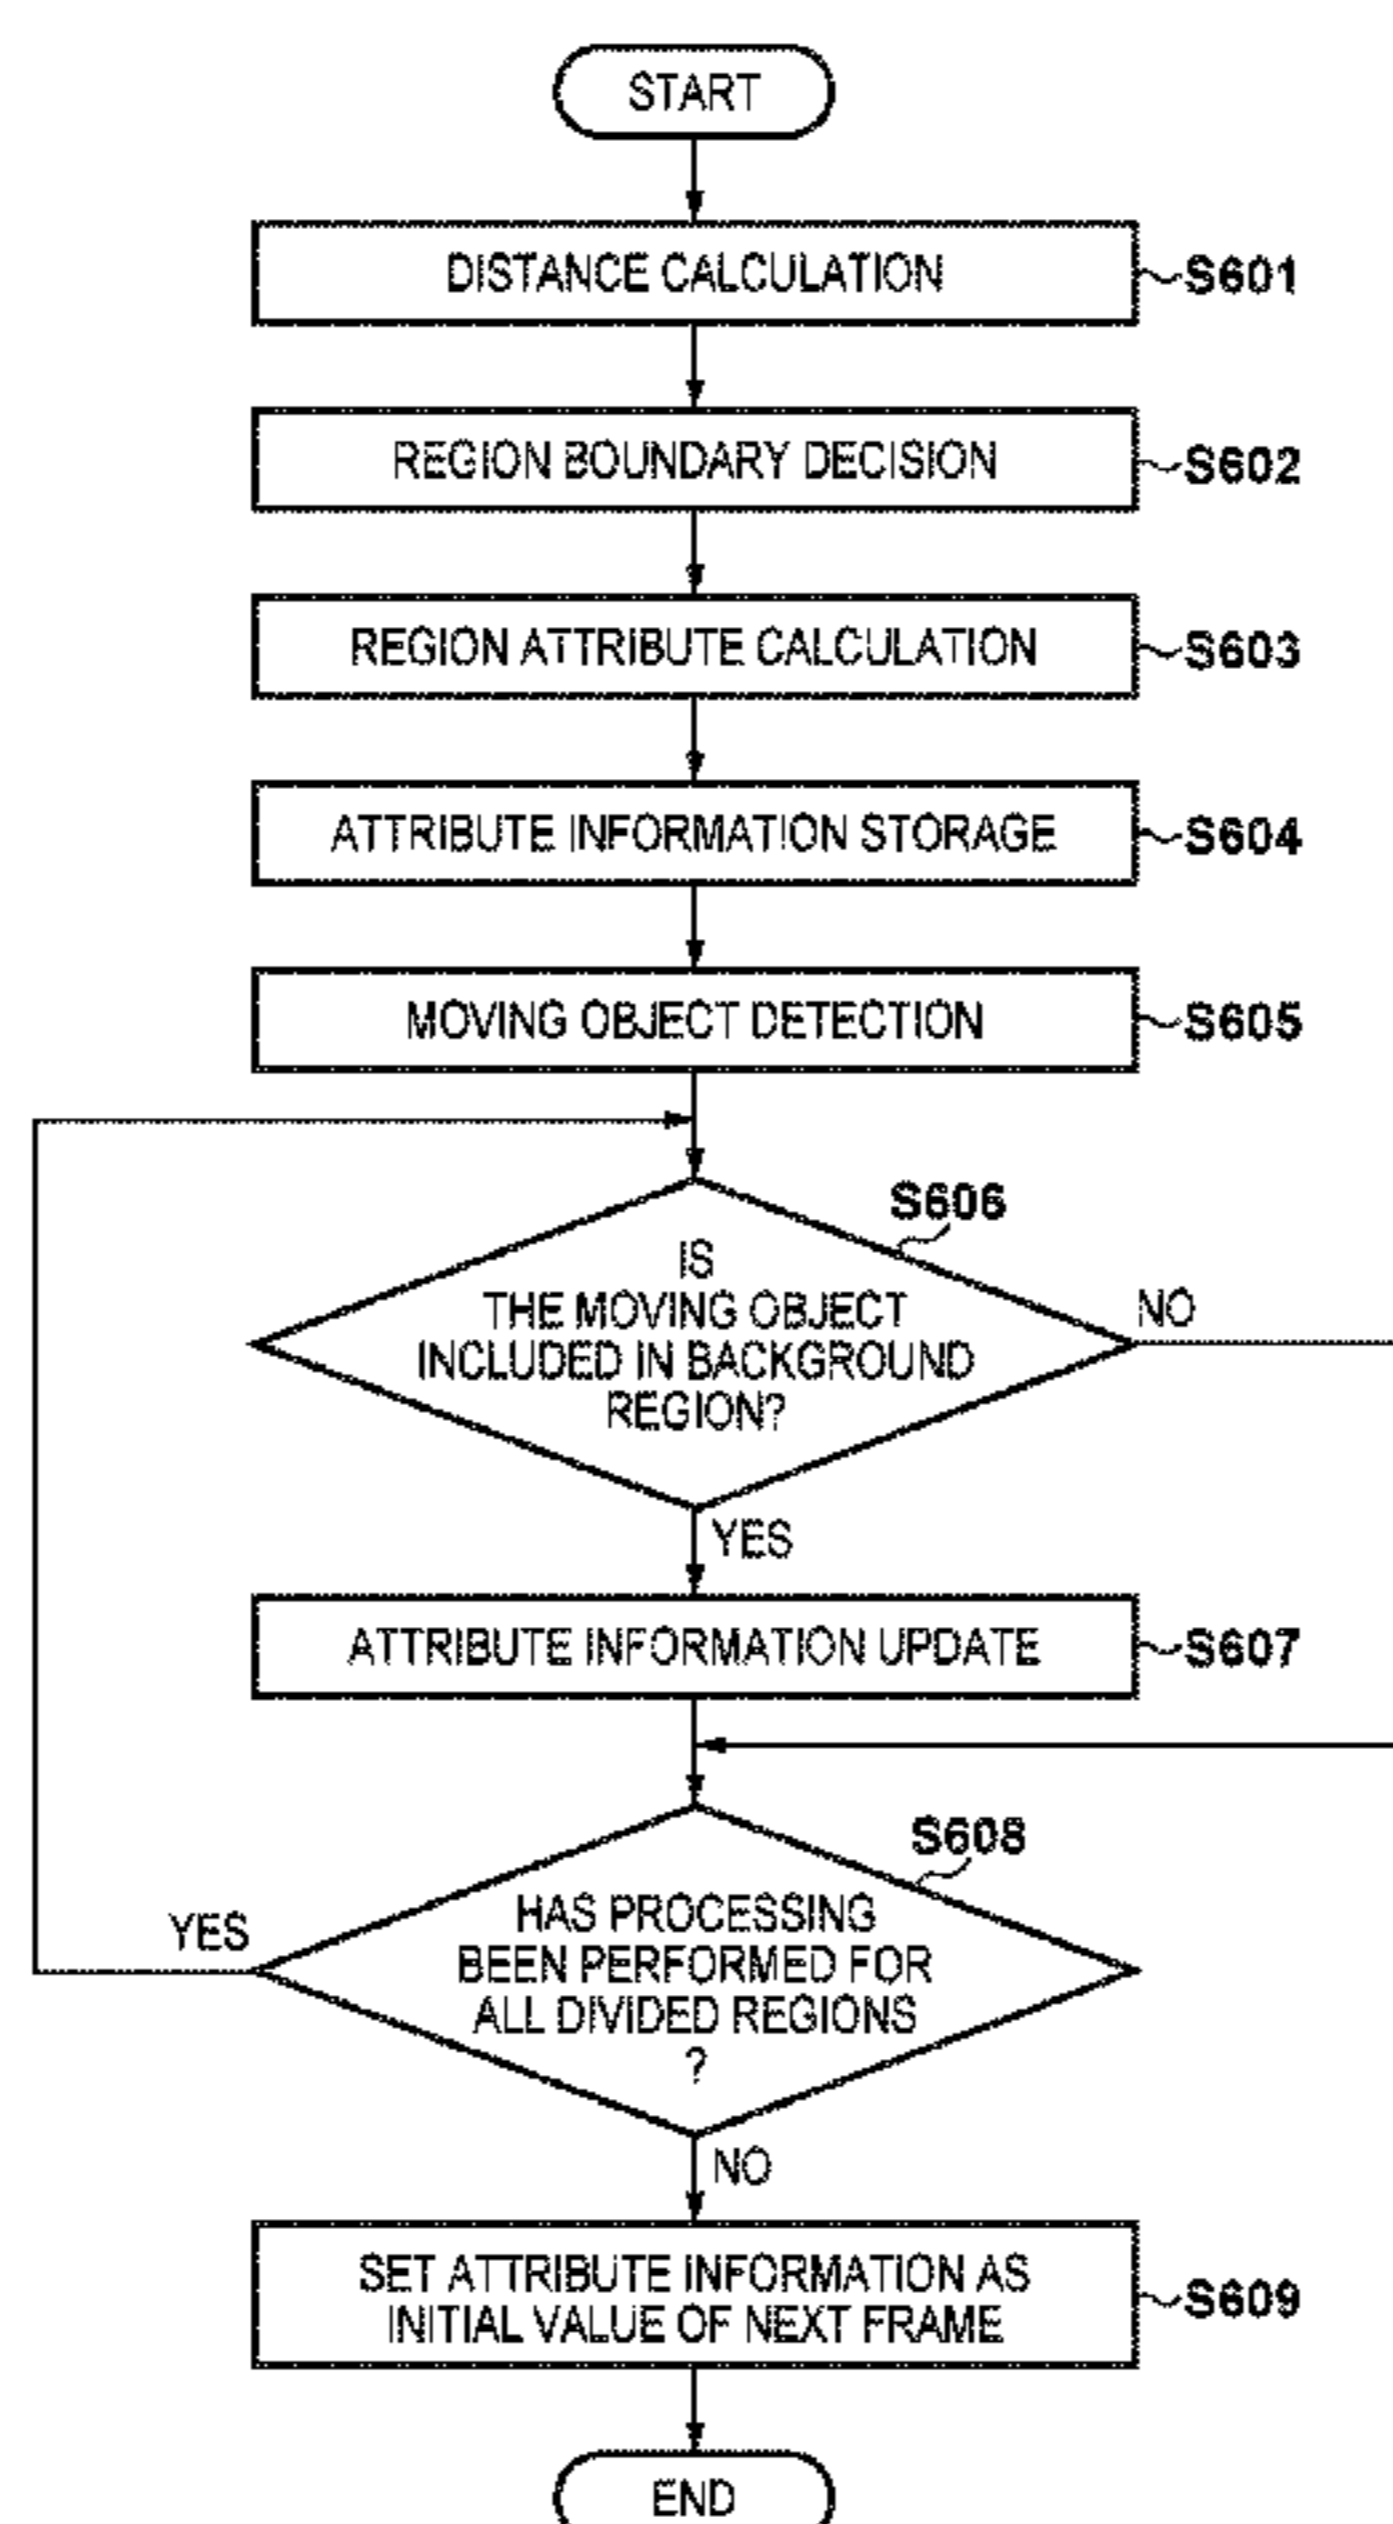 START
DISTANCE CALCULATION
S601
REGION BOUNDARY DECISION
S602
REGION ATTRIBUTE CALCULATION
S603
ATTRIBUTE INFORMATION STORAGE
S604
MOVING OBJECT DETECTION
S605
S606
IS
THE MOVING OBJECT
INCLUDED IN BACKGROUND
REGION?
NO
YES
ATTRIBUTE INFORMATION UPDATE
S607
S608
HAS PROCESSING
BEEN PERFORMED FOR
ALL DIVIDED REGIONS
?
YES
NO
SET ATTRIBUTE INFORMATION AS
INITIAL VALUE OF NEXT FRAME
S609
END